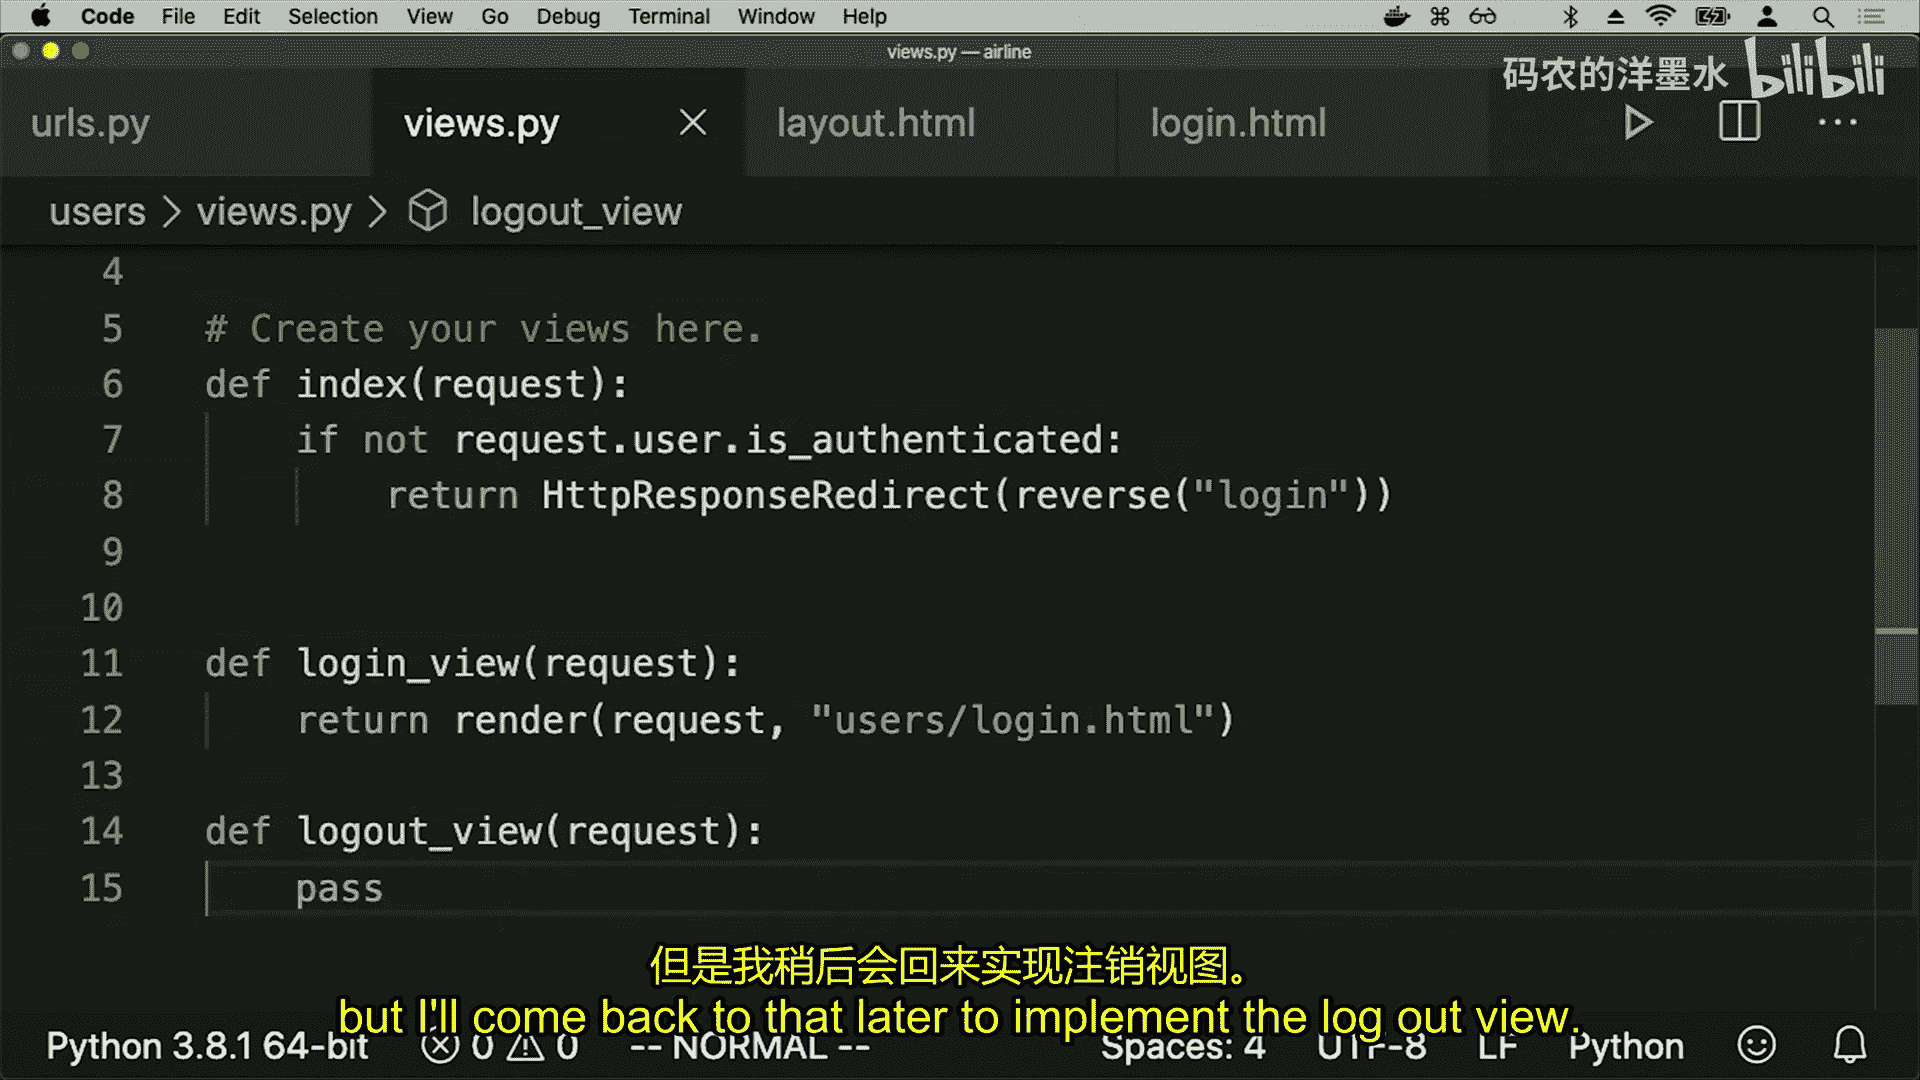 Code File Edit Selection View Go Debug Terminal Window Help
views.py — airline
码农的洋墨水 bilibili
urls.py views.py layout.html login.html
users > views.py > logout_view
4
5 # Create your views here.
6 def index(request):
7 if not request.user.is_authenticated:
8 return HttpResponseRedirect(reverse("login"))
9
10
11 def login_view(request):
12 return render(request, "users/login.html")
13
14 def logout_view(request):
15 pass
但是我稍后会回来实现注销视图。
but I'll come back to that later to implement the log out view.
Python 3.8.1 64-bit 0 0 -- NORMAL -- Spaces: 4 UTF-8 LF Python